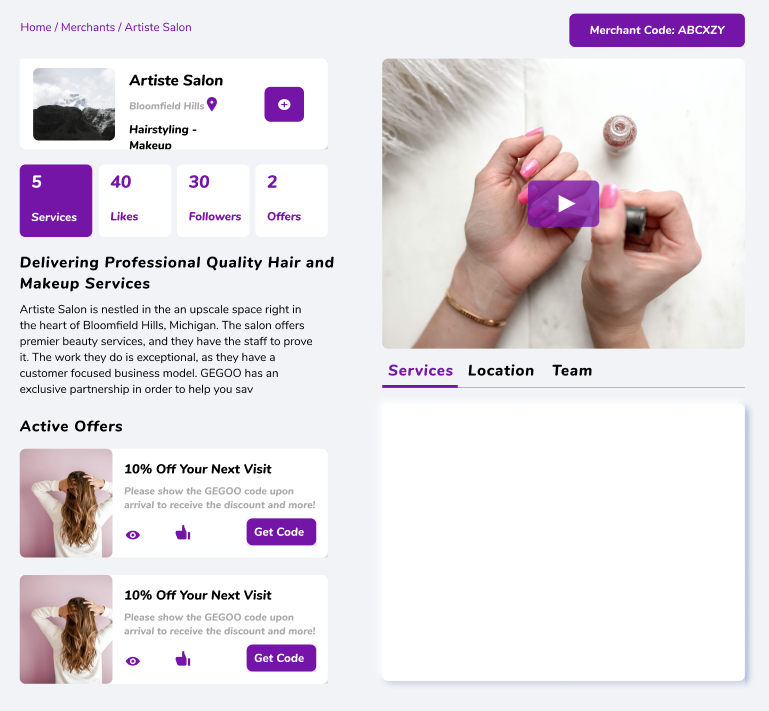 Home / Merchants / Artiste Salon
Merchant Code: ABCXZY
Artiste Salon
Bloomfield Hills
Hairstyling -
Makeup
5
Services
40
Likes
30
Followers
2
Offers
Delivering Professional Quality Hair and
Makeup Services
Artiste Salon is nestled in the an upscale space right in
the heart of Bloomfield Hills, Michigan. The salon offers
premier beauty services, and they have the staff to prove
it. The work they do is exceptional, as they have a
customer focused business model. GEGOO has an
exclusive partnership in order to help you sav
Active Offers
10% Off Your Next Visit
Please show the GEGOO code upon
arrival to receive the discount and more!
Get Code
10% Off Your Next Visit
Please show the GEGOO code upon
arrival to receive the discount and more!
Get Code
Services
Location
Team